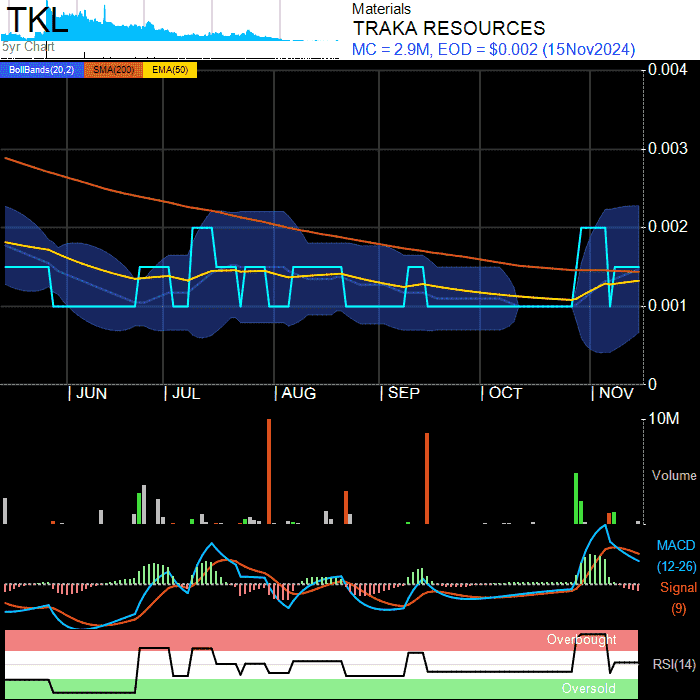 TKL
5yr Chart
Materials
TRAKA RESOURCES
MC = 2.9M, EOD = $0.002 (15Nov2024)
BollBands(20,2) SMA(200) EMA(50)
0.004
0.003
0.002
0.001
0
| JUN | JUL | AUG | SEP | OCT | NOV
10M
Volume
MACD
(12-26)
Signal
(9)
Overbought
RSI(14)
Oversold